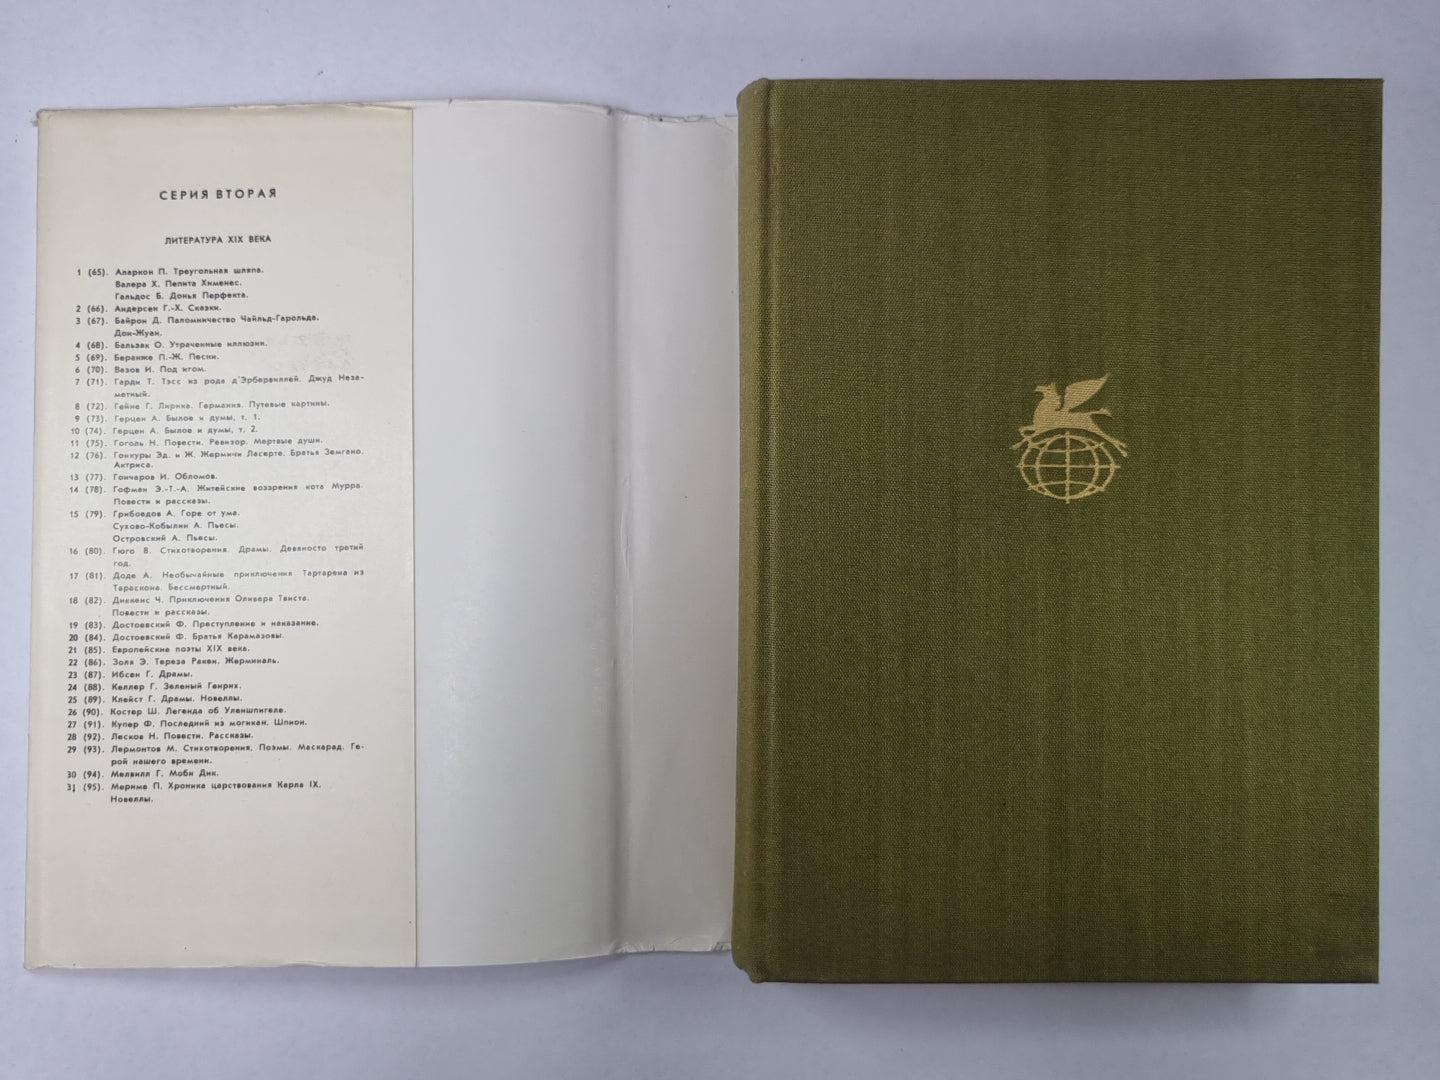 СЕРИЯ ВТОРАЯ
ЛИТЕРАТУРА XIX ВЕКА
1 (65). Аларкон П. Треугольная шляпа.
Валера Х. Пепита Хименес.
Гальдос Б. Донья Перфекта.
2 (66). Андерсен Г.-Х. Сказки.
3 (67). Байрон Д. Паломничество Чайльд-Гарольда.
Дон-Жуан.
4 (68). Бальзак О. Утраченные иллюзии.
5 (69). Беранже П.-Ж. Песни.
6 (70). Вазов И. Под игом.
7 (71). Гарди Т. Тэсс из рода д'Эрбервиллей. Джуд Неза-
метный.
8 (72). Гейне Г. Лирика. Германия. Путевые картины.
9 (73). Герцен А. Былое и думы, т. 1.
10 (74). Герцен А. Былое и думы, т. 2.
11 (75). Гоголь Н. Повести. Ревизор. Мертвые души.
12 (76). Гонкуры Эд. и Ж. Жермини Ласерте. Братья Земгано.
Актриса.
13 (77). Гончаров И. Обломов.
14 (78). Гофман Э.-Т.-А. Житейские воззрения кота Мурра.
Повести и рассказы.
15 (79). Грибоедов А. Горе от ума.
Сухово-Кобылин А. Пьесы.
Островский А. Пьесы.
16 (80). Гюго В. Стихотворения. Драмы. Девяносто третий
год.
17 (81). Доде А. Необычайные приключения Тартарена из
Тараскона. Бессмертный.
18 (82). Диккенс Ч. Приключения Оливера Твиста.
Повести и рассказы.
19 (83). Достоевский Ф. Преступление и наказание.
20 (84). Достоевский Ф. Братья Карамазовы.
21 (85). Европейские поэты XIX века.
22 (86). Золя Э. Тереза Ракен. Жерминаль.
23 (87). Ибсен Г. Драмы.
24 (88). Келлер Г. Зеленый Генрих.
25 (89). Клейст Г. Драмы. Новеллы.
26 (90). Костер Ш. Легенда об Уленшпигеле.
27 (91). Купер Ф. Последний из могикан. Шпион.
28 (92). Лесков Н. Повести. Рассказы.
29 (93). Лермонтов М. Стихотворения. Поэмы. Маскарад. Ге-
рой нашего времени.
30 (94). Мелвилл Г. Моби Дик.
31 (95). Мериме П. Хроника царствования Карла IX.
Новеллы.